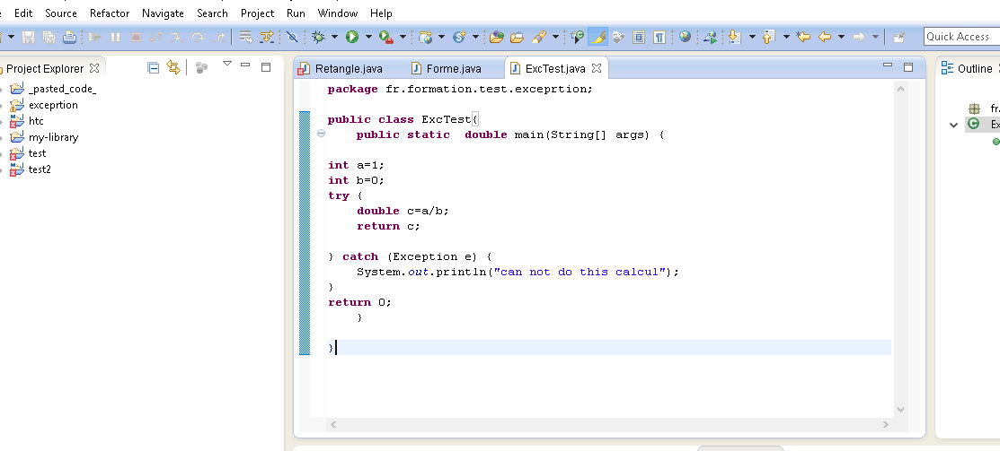 Edit Source Refactor Navigate Search Project Run Window Help
Quick Access
Project Explorer
Retangle.java Forme.java ExcTest.java
Outline
_pasted_code_
exceprtion
htc
my-library
test
test2
package fr.formation.test.exceprtion;
public class ExcTest{
public static double main(String[] args) {
int a=1;
int b=0;
try {
double c=a/b;
return c;
} catch (Exception e) {
System.out.println("can not do this calcul");
}
return 0;
}
}
fr.
Ex